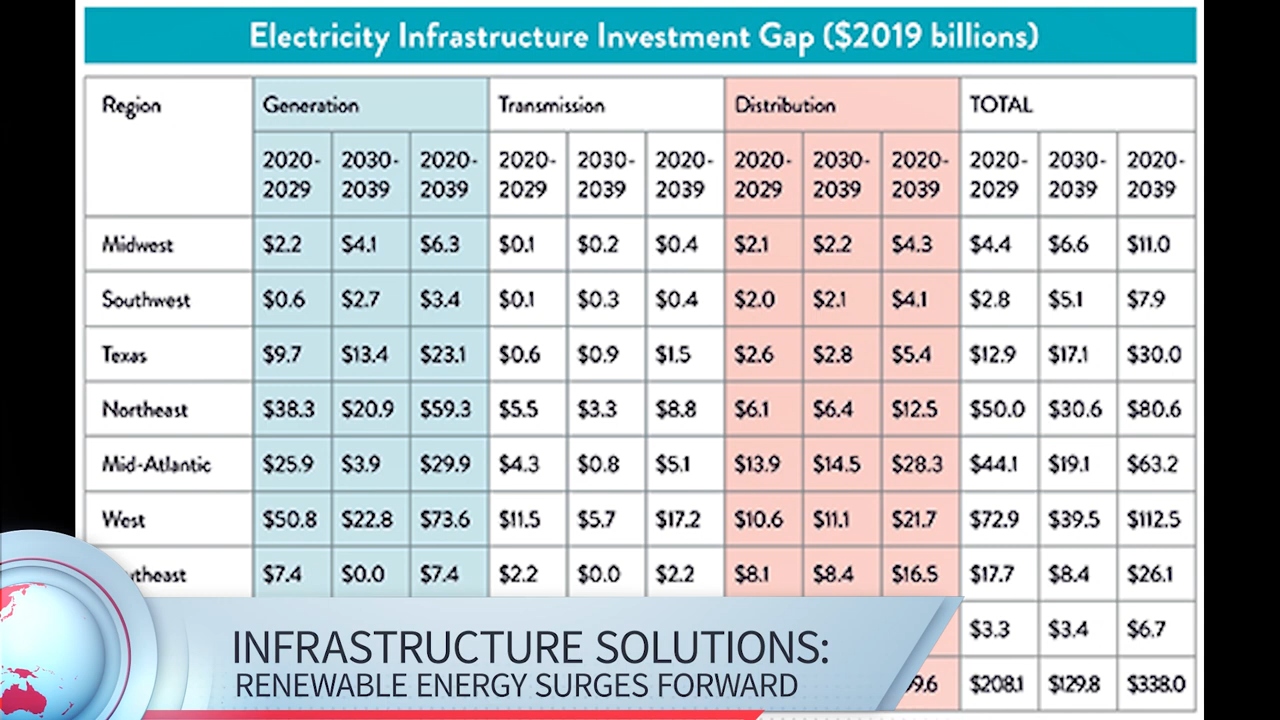 Electricity Infrastructure Investment Gap ($2019 billions)
Region Generation Transmission Distribution TOTAL
2020-2029 2030-2039 2020-2039 2020-2029 2030-2039 2020-2039 2020-2029 2030-2039 2020-2039 2020-2029 2030-2039 2020-2039
Midwest $2.2 $4.1 $6.3 $0.1 $0.2 $0.4 $2.1 $2.2 $4.3 $4.4 $6.6 $11.0
Southwest $0.6 $2.7 $3.4 $0.1 $0.3 $0.4 $2.0 $2.1 $4.1 $2.8 $5.1 $7.9
Texas $9.7 $13.4 $23.1 $0.6 $0.9 $1.5 $2.6 $2.8 $5.4 $12.9 $17.1 $30.0
Northeast $38.3 $20.9 $59.3 $5.5 $3.3 $8.8 $6.1 $6.4 $12.5 $50.0 $30.6 $80.6
Mid-Atlantic $25.9 $3.9 $29.9 $4.3 $0.8 $5.1 $13.9 $14.5 $28.3 $44.1 $19.1 $63.2
West $50.8 $22.8 $73.6 $11.5 $5.7 $17.2 $10.6 $11.1 $21.7 $72.9 $39.5 $112.5
$7.4 $0.0 $7.4 $2.2 $0.0 $2.2 $8.1 $8.4 $16.5 $17.7 $8.4 $26.1
$3.3 $3.4 $6.7
$208.1 $129.8 $338.0
INFRASTRUCTURE SOLUTIONS:
RENEWABLE ENERGY SURGES FORWARD